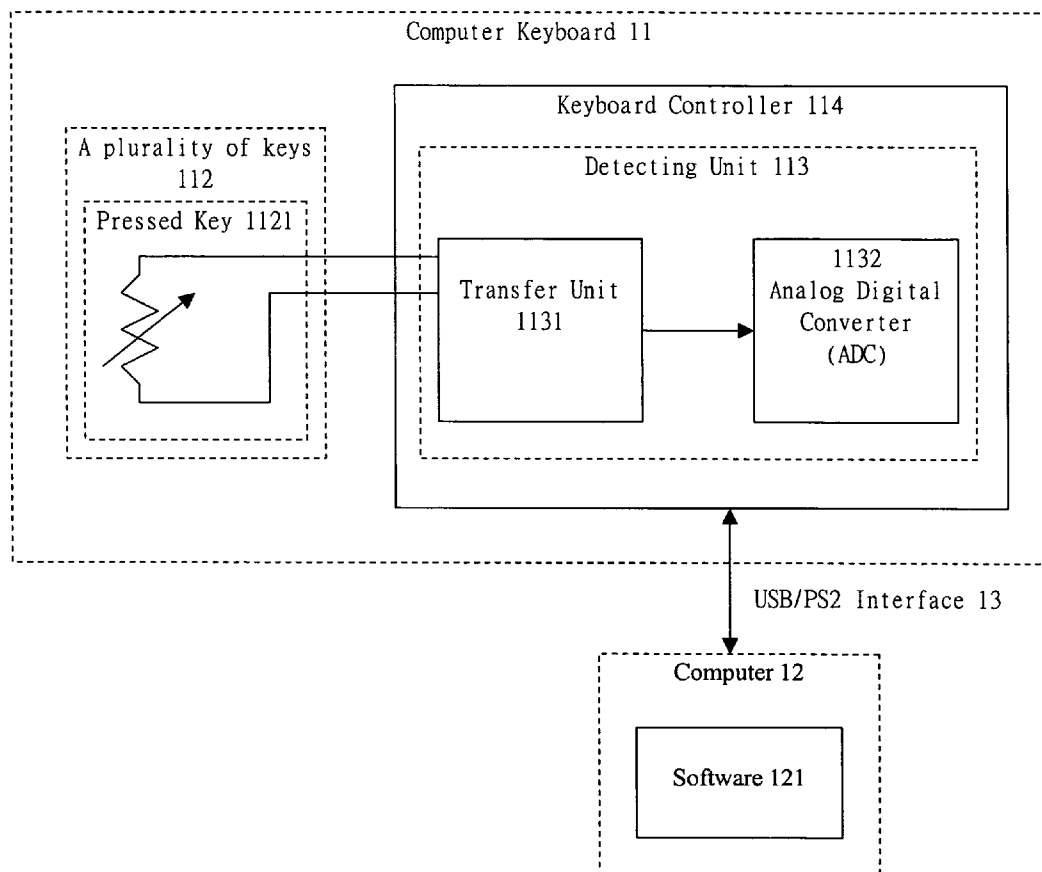 Computer Keyboard 11
Keyboard Controller 114
A plurality of keys
112
Detecting Unit 113
Pressed Key 1121
Transfer Unit
1131
1132
Analog Digital
Converter
(ADC)
USB/PS2 Interface 13
Computer 12
Software 121